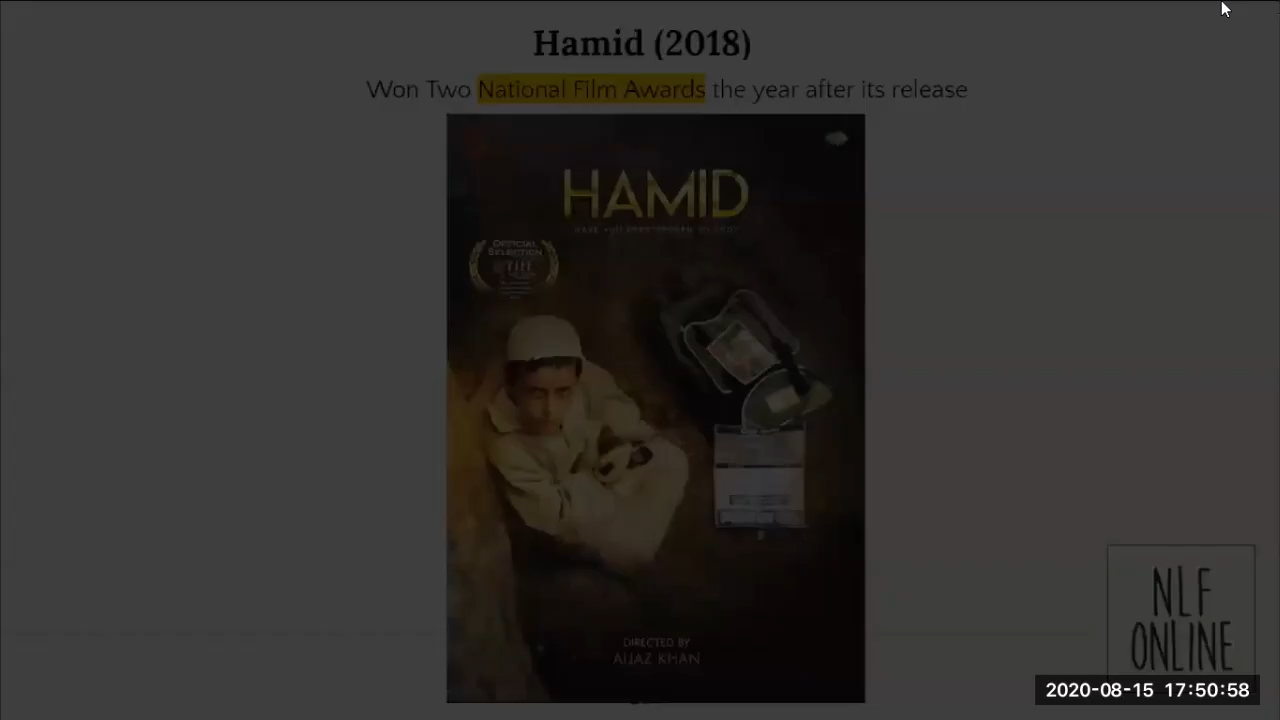 Hamid (2018)
Won Two National Film Awards the year after its release
HAMID
OFFICIAL
SELECTION
DIRECTED BY
AIJAZ KHAN
NLF
ONLINE
2020-08-15 17:50:58